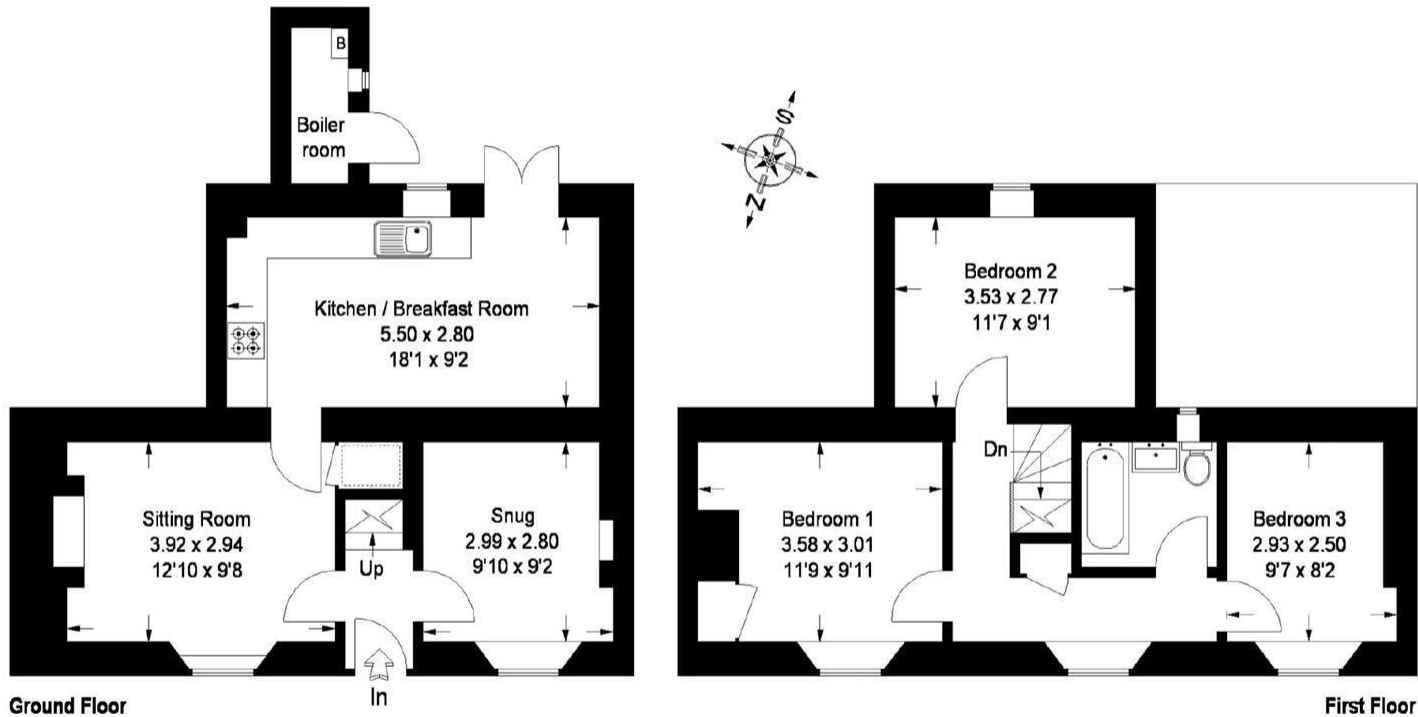 B
Boiler
room
S
N
Kitchen / Breakfast Room
5.50 x 2.80
18'1 x 9'2
Bedroom 2
3.53 x 2.77
11'7 x 9'1
Sitting Room
3.92 x 2.94
12'10 x 9'8
Up
Snug
2.99 x 2.80
9'10 x 9'2
In
Dn
Bedroom 1
3.58 x 3.01
11'9 x 9'11
Bedroom 3
2.93 x 2.50
9'7 x 8'2
Ground Floor
First Floor